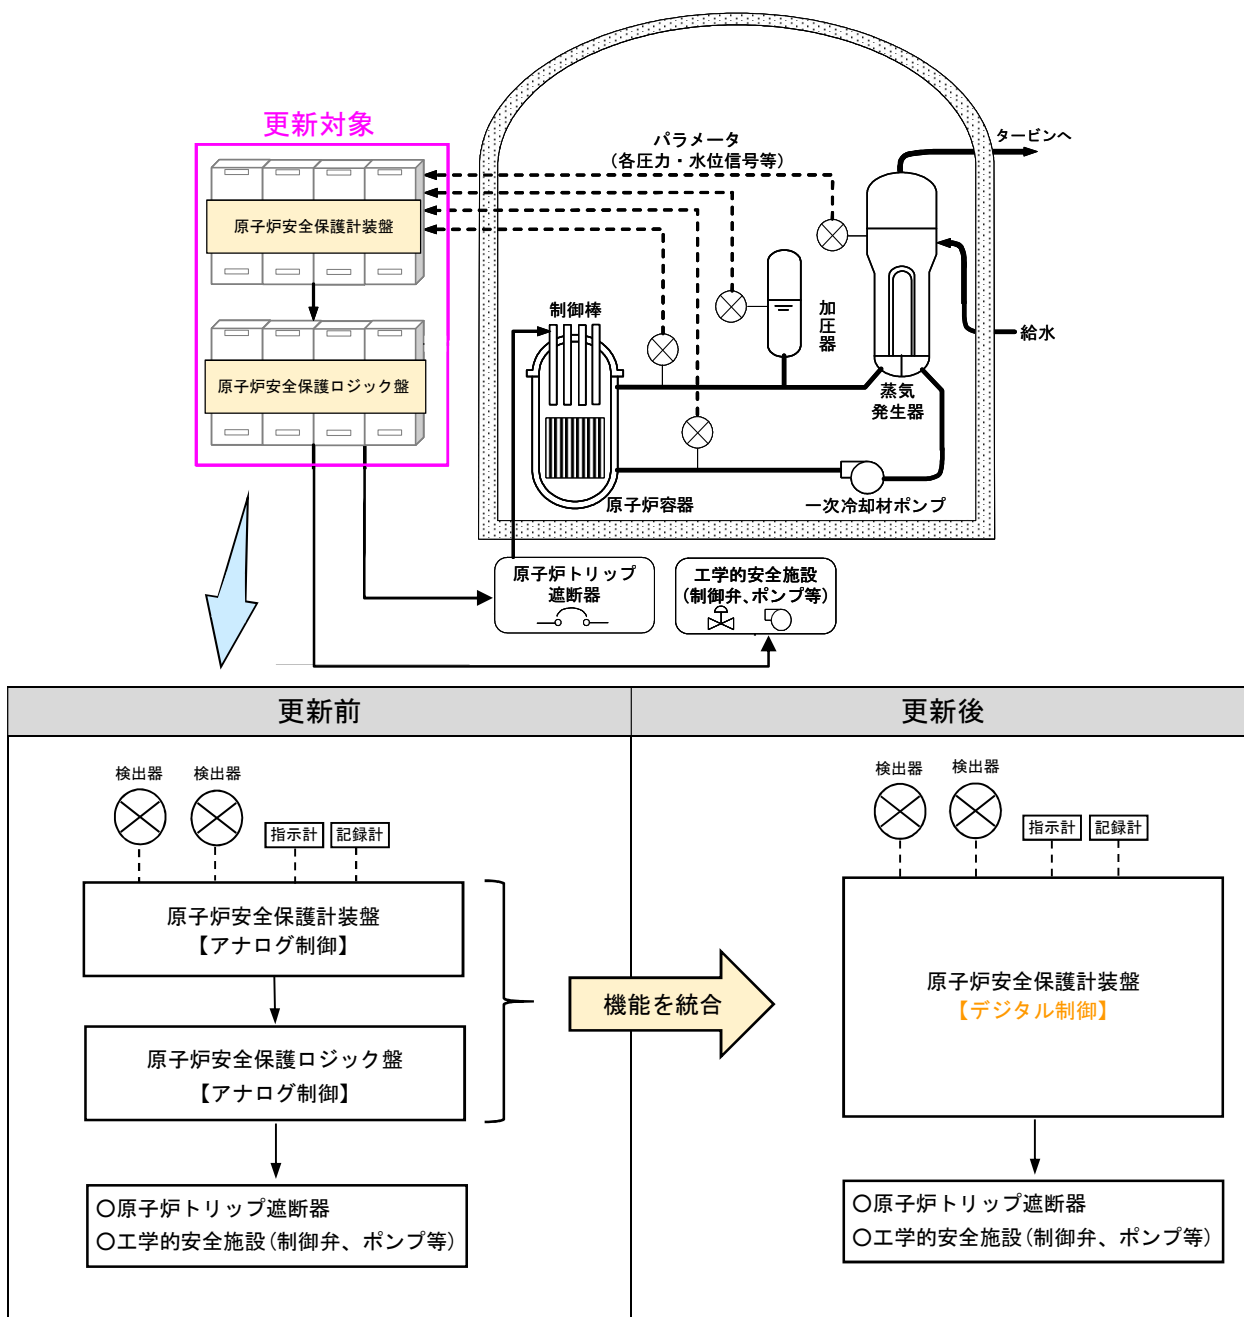 更新対象
原子炉安全保護計装盤
原子炉安全保護ロジック盤
パラメータ
(各圧力・水位信号等)
タービンへ
給水
制御棒
加圧器
蒸気
発生器
原子炉容器
一次冷却材ポンプ
原子炉トリップ
遮断器
工学的安全施設
(制御弁、ポンプ等)
更新前
検出器
検出器
指示計
記録計
原子炉安全保護計装盤
【アナログ制御】
原子炉安全保護ロジック盤
【アナログ制御】
○原子炉トリップ遮断器
○工学的安全施設(制御弁、ポンプ等)
機能を統合
更新後
検出器
検出器
指示計
記録計
原子炉安全保護計装盤
【デジタル制御】
○原子炉トリップ遮断器
○工学的安全施設(制御弁、ポンプ等)